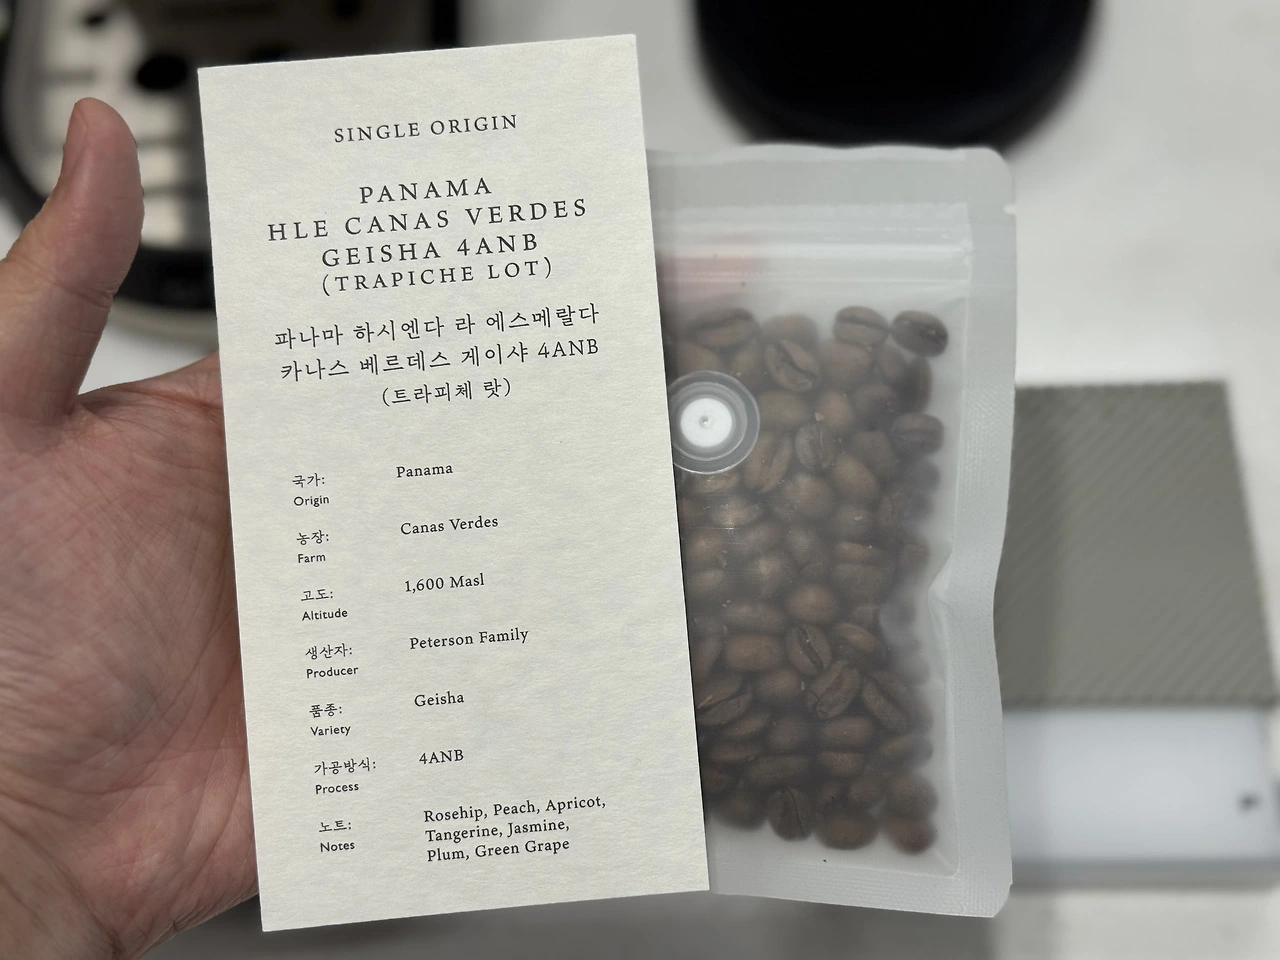 SINGLE ORIGIN
PANAMA
HLE CANAS VERDES
GEISHA 4ANB
(TRAPICHE LOT)
파나마 하시엔다 라 에스메랄다
카나스 베르데스 게이샤 4ANB
(트라피체 랏)
국가: Panama
Origin
농장: Canas Verdes
Farm
고도: 1,600 Masl
Altitude
생산자: Peterson Family
Producer
품종: Geisha
Variety
가공방식: 4ANB
Process
노트: Rosehip, Peach, Apricot,
Notes Tangerine, Jasmine,
Plum, Green Grape